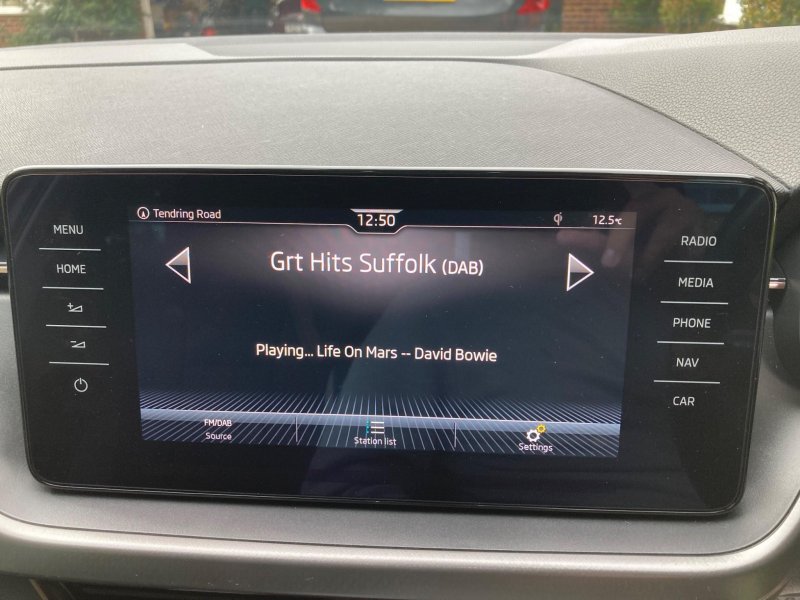 Tendring Road
12:50
12.5°C
MENU
HOME
RADIO
MEDIA
PHONE
NAV
CAR
Grt Hits Suffolk (DAB)
Playing... Life On Mars -- David Bowie
FM/DAB
Source
Station list
Settings